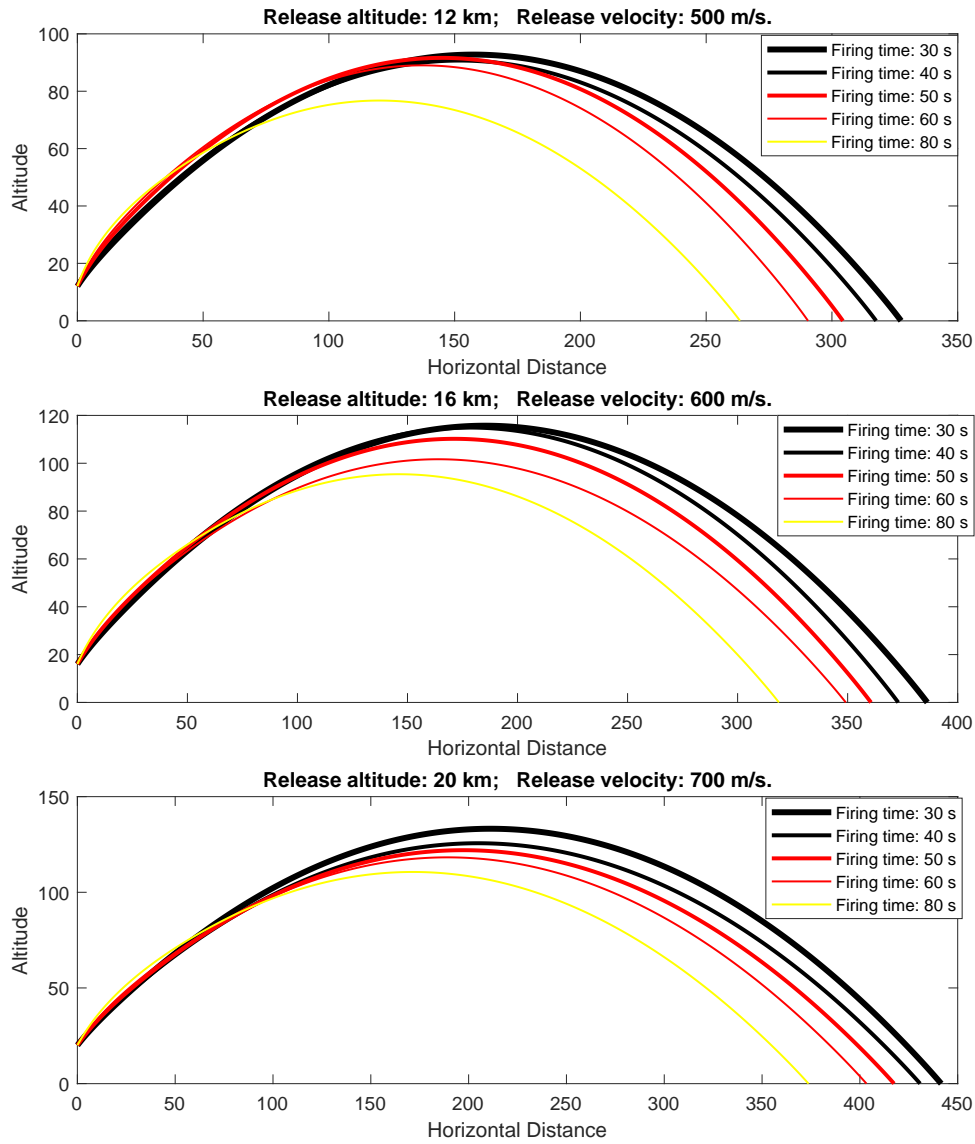 Release altitude: 12 km;   Release velocity: 500 m/s.
100
80
60
40
20
0
Altitude
Firing time: 30 s
Firing time: 40 s
Firing time: 50 s
Firing time: 60 s
Firing time: 80 s
0 50 100 150 200 250 300 350
Horizontal Distance
Release altitude: 16 km;   Release velocity: 600 m/s.
120
100
80
60
40
20
0
Altitude
Firing time: 30 s
Firing time: 40 s
Firing time: 50 s
Firing time: 60 s
Firing time: 80 s
0 50 100 150 200 250 300 350 400
Horizontal Distance
Release altitude: 20 km;   Release velocity: 700 m/s.
150
100
50
0
Altitude
Firing time: 30 s
Firing time: 40 s
Firing time: 50 s
Firing time: 60 s
Firing time: 80 s
0 50 100 150 200 250 300 350 400 450
Horizontal Distance